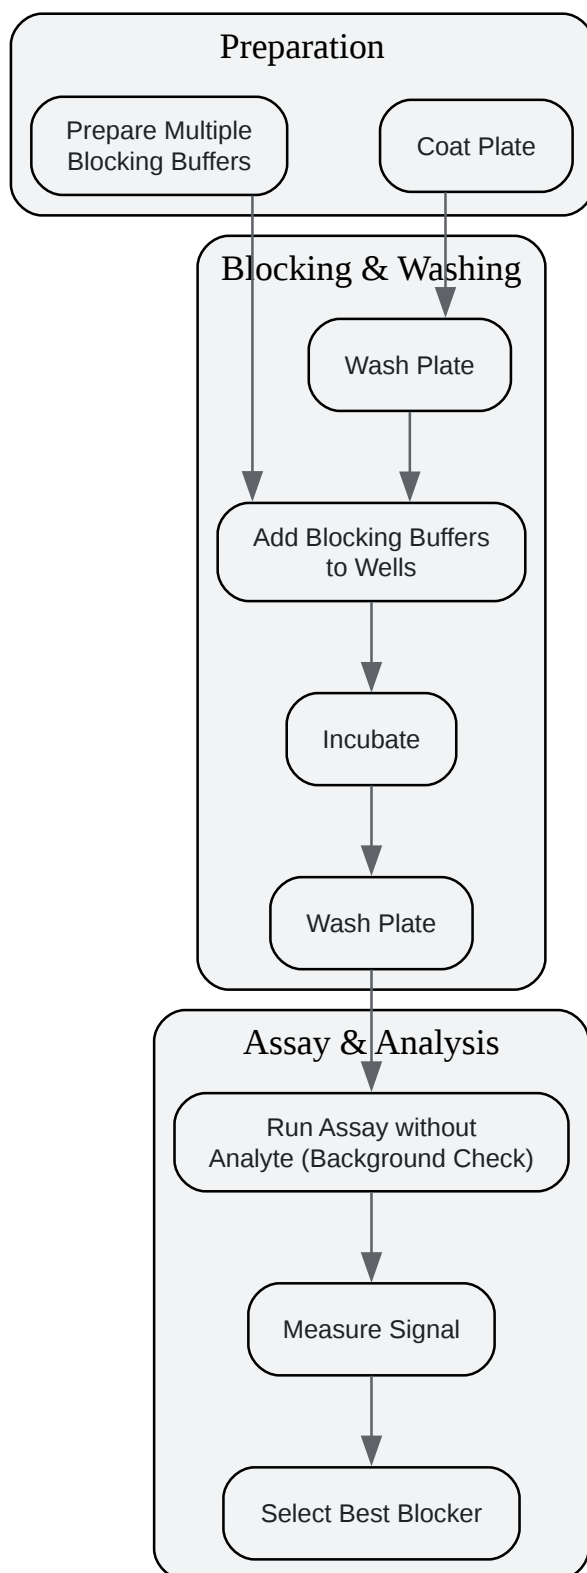 Preparation
Prepare Multiple
Blocking Buffers
Coat Plate
Blocking & Washing
Wash Plate
Add Blocking Buffers
to Wells
Incubate
Wash Plate
Assay & Analysis
Run Assay without
Analyte (Background Check)
Measure Signal
Select Best Blocker